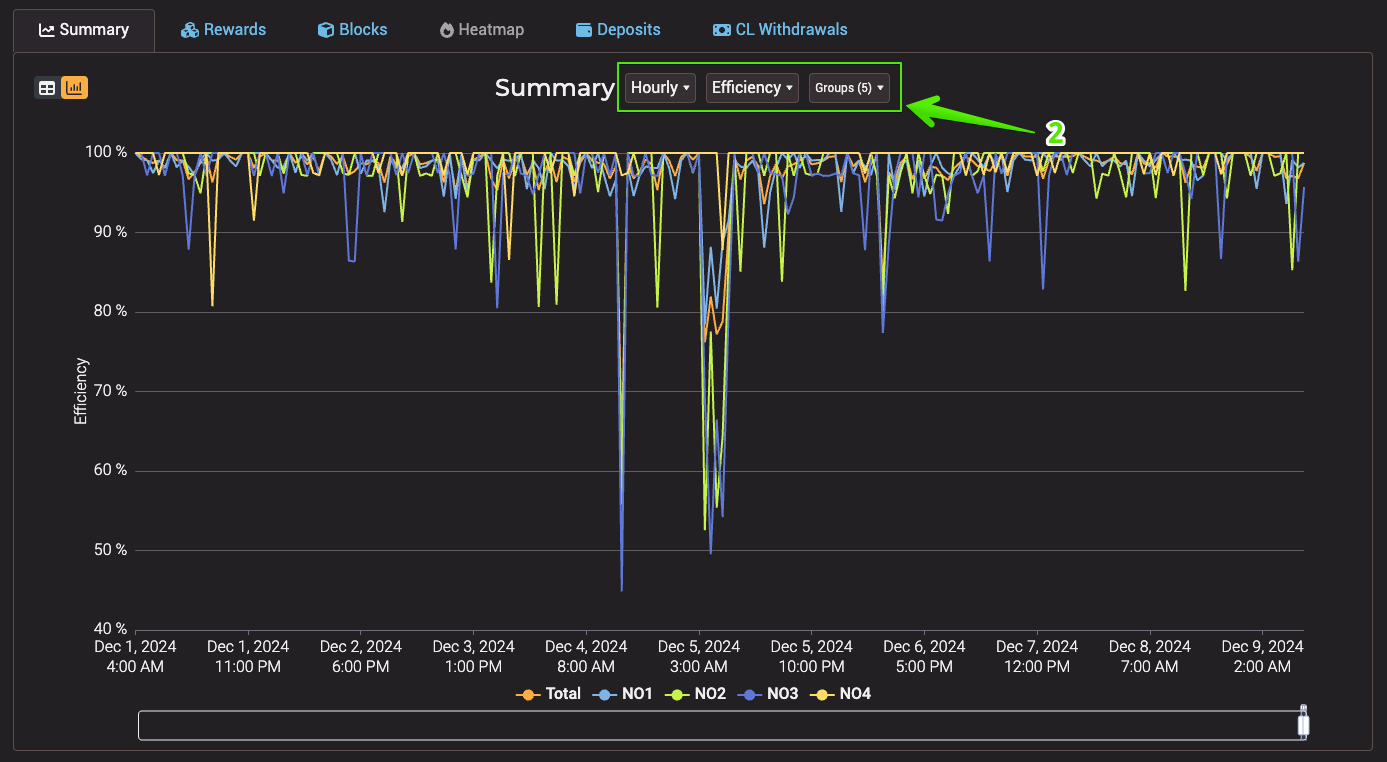 Summary Rewards Blocks Heatmap Deposits CL Withdrawals
Summary Hourly Efficiency Groups (5)
2
100 %
90 %
80 %
70 %
Efficiency
60 %
50 %
40 %
Dec 1, 2024 Dec 1, 2024 Dec 2, 2024 Dec 3, 2024 Dec 4, 2024 Dec 5, 2024 Dec 5, 2024 Dec 6, 2024 Dec 7, 2024 Dec 8, 2024 Dec 9, 2024
4:00 AM 11:00 PM 6:00 PM 1:00 PM 8:00 AM 3:00 AM 10:00 PM 5:00 PM 12:00 PM 7:00 AM 2:00 AM
Total NO1 NO2 NO3 NO4